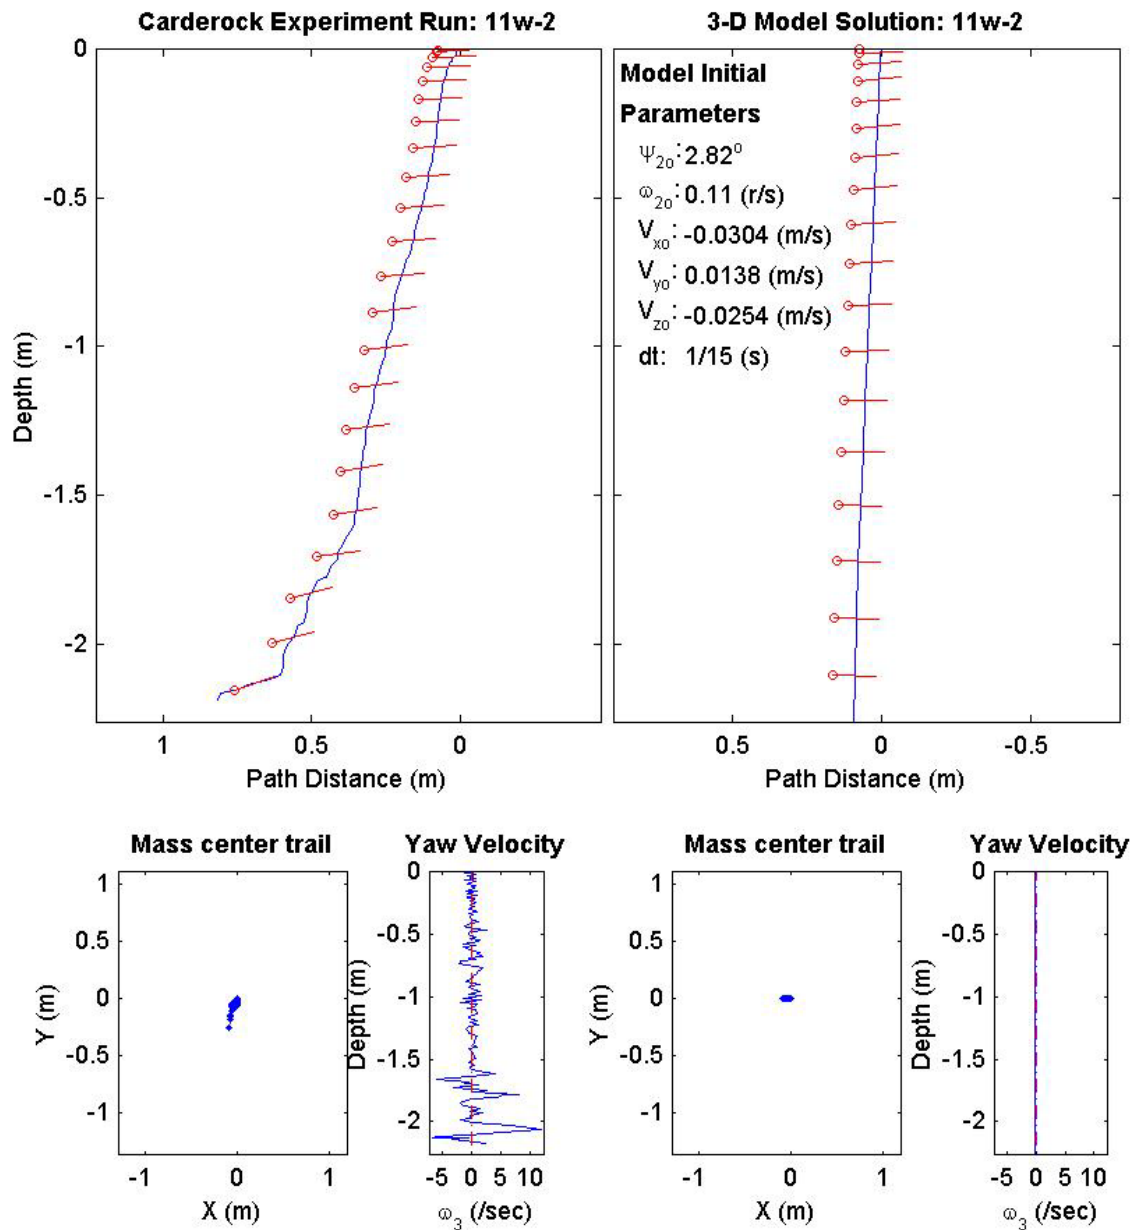 Carderock Experiment Run: 11w-2
3-D Model Solution: 11w-2
0
-0.5
-1
-1.5
-2
Depth (m)
1
0.5
0
Path Distance (m)
Model Initial
Parameters
Ψ2o: 2.82o
ω2o: 0.11 (r/s)
Vxo: -0.0304 (m/s)
Vyo: 0.0138 (m/s)
Vzo: -0.0254 (m/s)
dt: 1/15 (s)
0.5
0
-0.5
Path Distance (m)
Mass center trail
1
0.5
0
-0.5
-1
Y (m)
-1
0
1
X (m)
Yaw Velocity
0
-0.5
-1
-1.5
-2
Depth (m)
-5 0 5 10
ω3 (/sec)
Mass center trail
1
0.5
0
-0.5
-1
Y (m)
-1
0
1
X (m)
Yaw Velocity
0
-0.5
-1
-1.5
-2
Depth (m)
-5 0 5 10
ω3 (/sec)